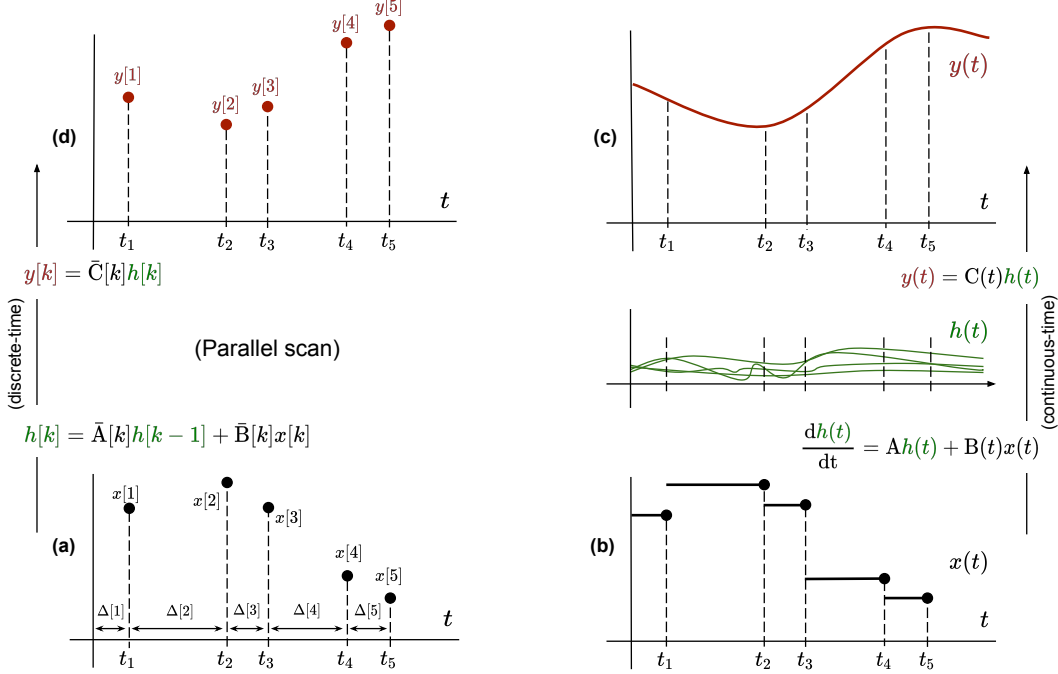 y[1]
y[2]
y[3]
y[4]
y[5]
(d)
t
t₁ t₂ t₃ t₄ t₅
y[k] = C̄[k]h[k]
(discrete-time)
(Parallel scan)
h[k] = Ā[k]h[k − 1] + B̄[k]x[k]
x[1]
x[2]
x[3]
x[4]
x[5]
(a)
Δ[1] Δ[2] Δ[3] Δ[4] Δ[5]
t
t₁ t₂ t₃ t₄ t₅
y(t)
(c)
t
t₁ t₂ t₃ t₄ t₅
y(t) = C(t)h(t)
h(t)
(continuous-time)
dh(t)/dt = Ah(t) + B(t)x(t)
(b)
x(t)
t
t₁ t₂ t₃ t₄ t₅